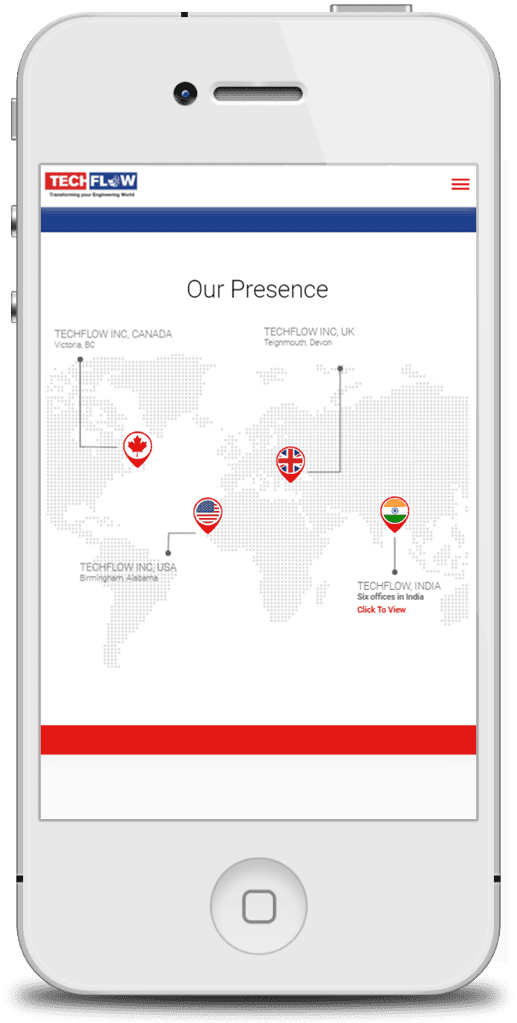 TECHFLOW
Transforming your Engineering World
Our Presence
TECHFLOW INC, CANADA
Victoria, BC
TECHFLOW INC, UK
Teignmouth, Devon
TECHFLOW INC, USA
Birmingham, Alabama
TECHFLOW, INDIA
Six offices in India
Click To View